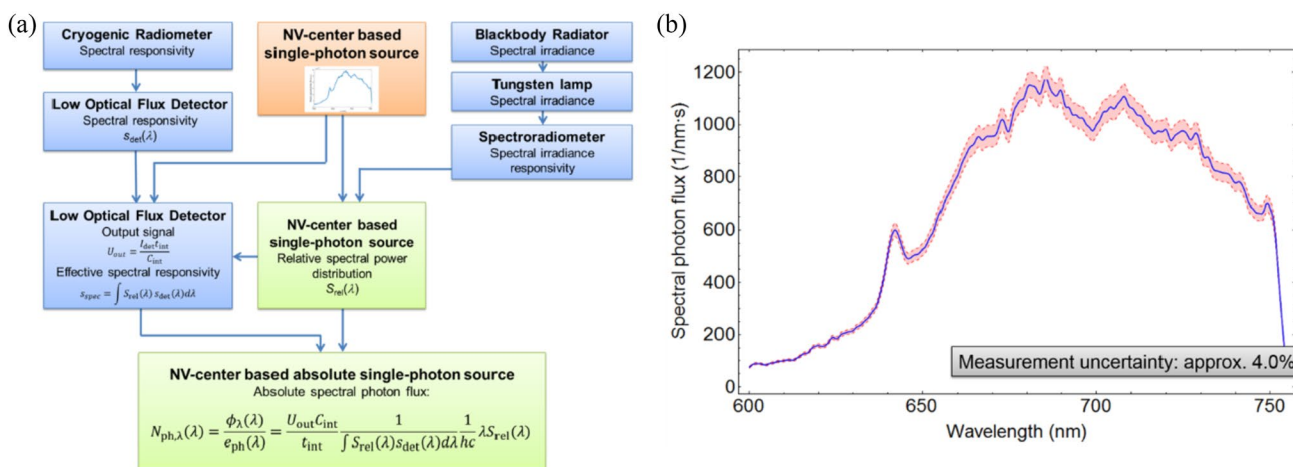 (a)
Cryogenic Radiometer
Spectral responsivity
NV-center based
single-photon source
Blackbody Radiator
Spectral irradiance
Tungsten lamp
Spectral irradiance
Low Optical Flux Detector
Spectral responsivity
s_det(λ)
Spectroradiometer
Spectral irradiance
responsivity
Low Optical Flux Detector
Output signal
U_out = I_det t_int / C_int
Effective spectral responsivity
s_spec = ∫ S_rel(λ) s_det(λ)dλ
NV-center based
single-photon source
Relative spectral power
distribution
S_rel(λ)
NV-center based absolute single-photon source
Absolute spectral photon flux:
N_ph,λ(λ) = ϕ_λ(λ) / e_ph(λ) = U_out C_int / t_int 1 / ∫ S_rel(λ)s_det(λ)dλ 1 / hc λS_rel(λ)
(b)
Spectral photon flux (1/nm·s)
1200
1000
800
600
400
200
0
Measurement uncertainty: approx. 4.0%
600
650
700
750
Wavelength (nm)